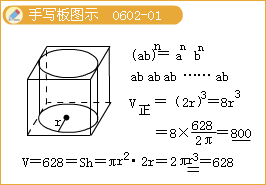 手写板图示 0602-01
(ab)ⁿ = aⁿ bⁿ
ab ab ab ······ ab
V正 = (2r)³=8r³
=8×628/2π=800
r
V=628=Sh=πr²·2r=2πr³=628